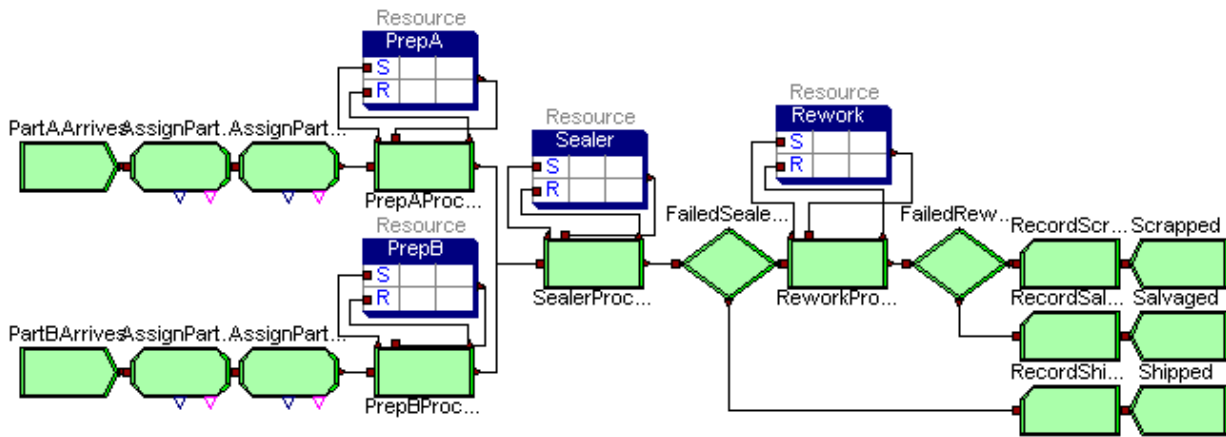 Resource
PrepA
S
R
PartAArrives
AssignPart...
AssignPart...
PrepAProc...
Resource
Sealer
S
R
Resource
Rework
S
R
FailedSeale...
FailedRew...
RecordScr...
Scrapped
Resource
PrepB
S
R
SealerProc...
ReworkPro...
RecordSal...
Salvaged
PartBArrives
AssignPart...
AssignPart...
PrepBProc...
RecordShi...
Shipped